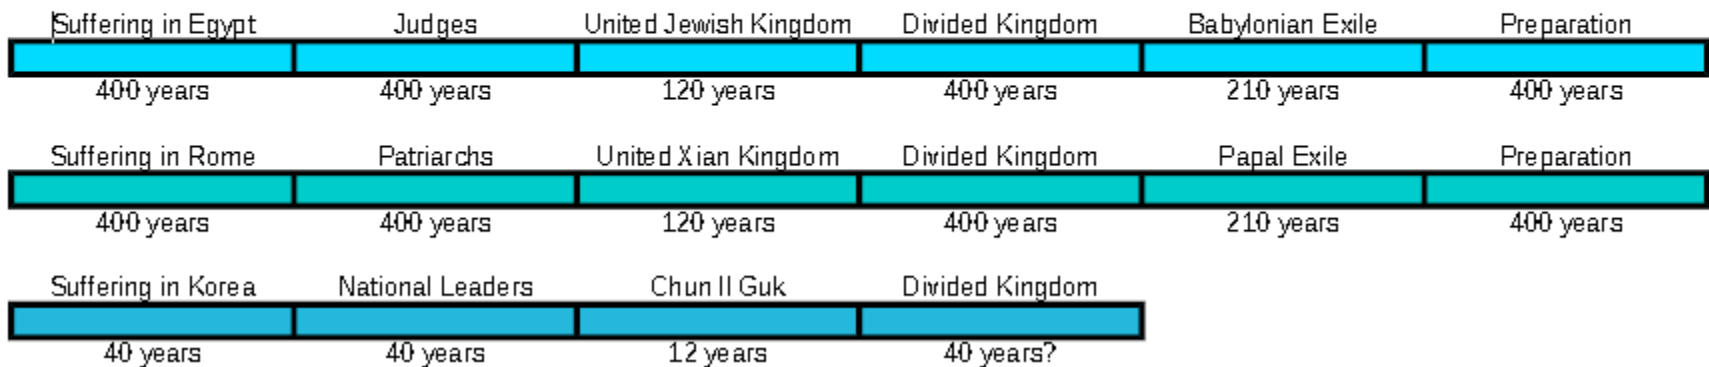 Suffering in Egypt Judges United Jewish Kingdom Divided Kingdom Babylonian Exile Preparation
400 years 400 years 120 years 400 years 210 years 400 years
Suffering in Rome Patriarchs United Xian Kingdom Divided Kingdom Papal Exile Preparation
400 years 400 years 120 years 400 years 210 years 400 years
Suffering in Korea National Leaders Chun Il Guk Divided Kingdom
40 years 40 years 12 years 40 years?